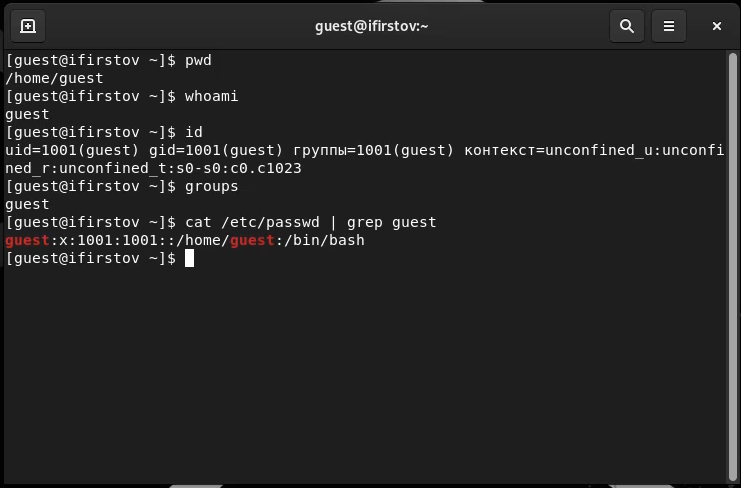 guest@ifirstov:~
[guest@ifirstov ~]$ pwd
/home/guest
[guest@ifirstov ~]$ whoami
guest
[guest@ifirstov ~]$ id
uid=1001(guest) gid=1001(guest) группы=1001(guest) контекст=unconfined_u:unconfi
ned_r:unconfined_t:s0-s0:c0.c1023
[guest@ifirstov ~]$ groups
guest
[guest@ifirstov ~]$ cat /etc/passwd | grep guest
guest:x:1001:1001::/home/guest:/bin/bash
[guest@ifirstov ~]$